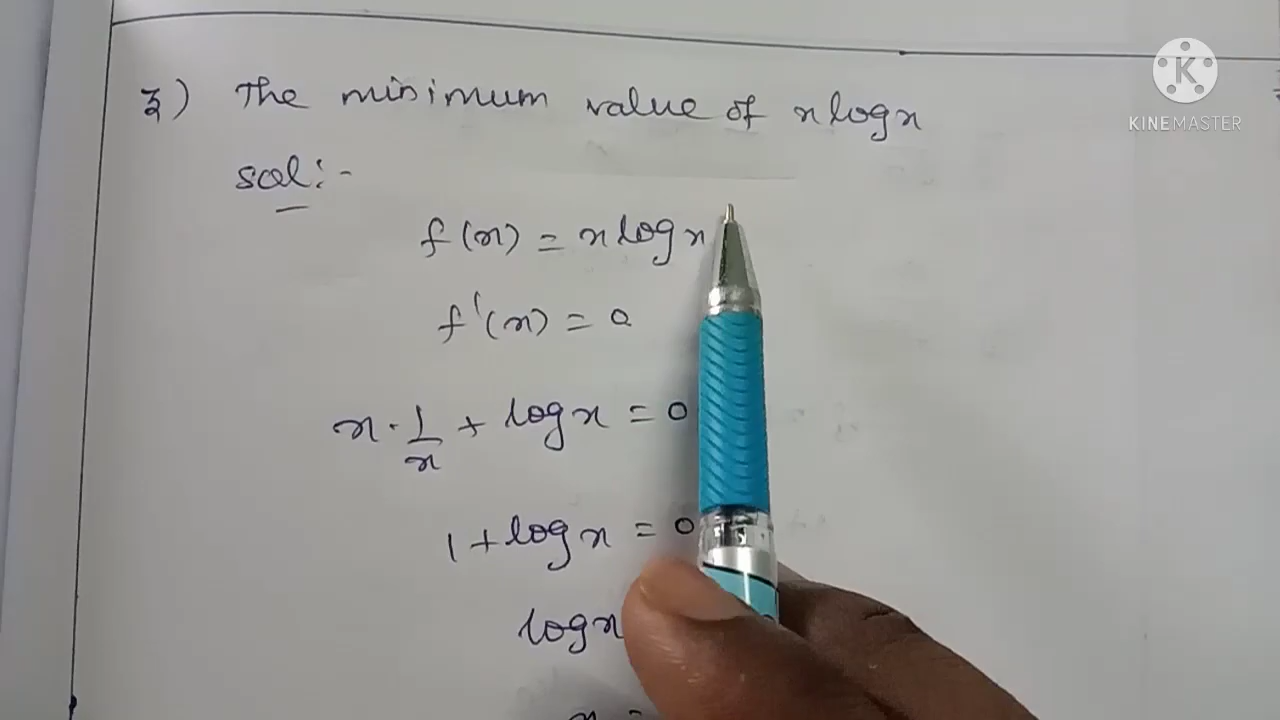 3) The minimum value of x log x
K
KINEMASTER
sol:-
f(x) = x log x
f'(x) = 0
x · 1/x + log x = 0
1 + log x = 0
log x
x =